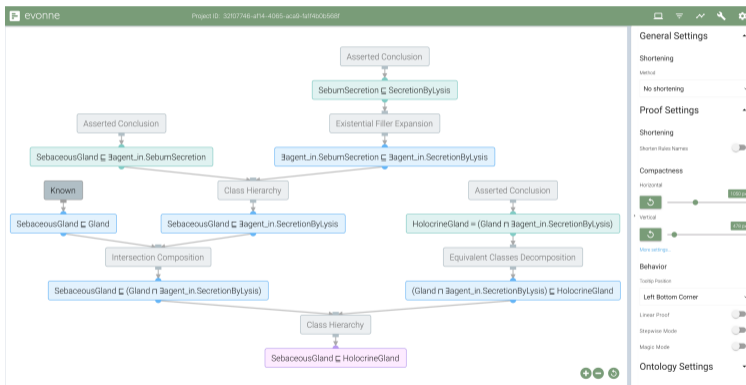 evonne
Project ID: 32f07746-af14-4065-aca9-fa1f4b0b568f
Asserted Conclusion
SebumSecretion ⊑ SecretionByLysis
Asserted Conclusion
Existential Filler Expansion
SebaceousGland ⊑ ∃agent_in.SebumSecretion
∃agent_in.SebumSecretion ⊑ ∃agent_in.SecretionByLysis
Known
Class Hierarchy
Asserted Conclusion
SebaceousGland ⊑ Gland
SebaceousGland ⊑ ∃agent_in.SecretionByLysis
HolocrineGland ≡ (Gland ⊓ ∃agent_in.SecretionByLysis)
Intersection Composition
Equivalent Classes Decomposition
SebaceousGland ⊑ (Gland ⊓ ∃agent_in.SecretionByLysis)
(Gland ⊓ ∃agent_in.SecretionByLysis) ⊑ HolocrineGland
Class Hierarchy
SebaceousGland ⊑ HolocrineGland
General Settings
Shortening
Method
No shortening
Proof Settings
Shortening
Shorten Rules Names
Compactness
Horizontal
Vertical
More settings...
Behavior
Tooltip Position
Left Bottom Corner
Linear Proof
Stepwise Mode
Magic Mode
Ontology Settings